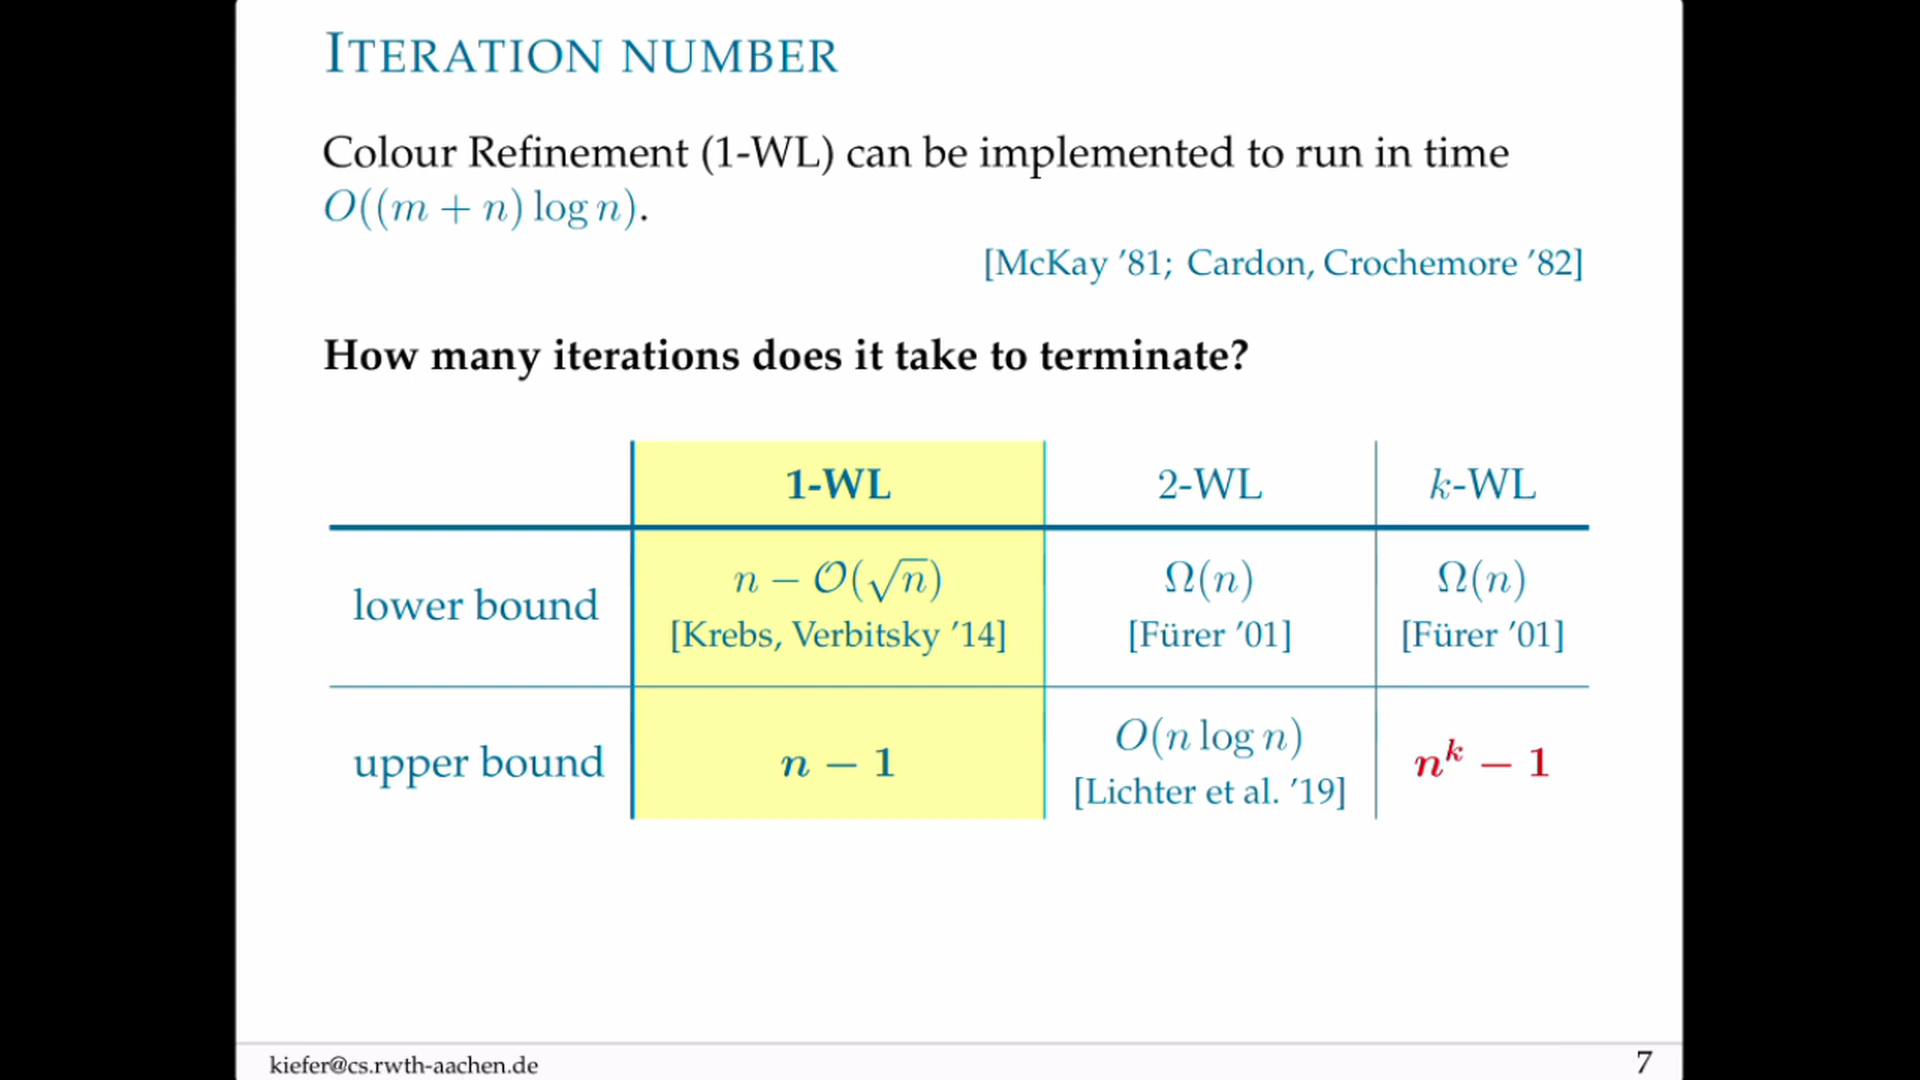 ITERATION NUMBER
Colour Refinement (1-WL) can be implemented to run in time
O((m + n) log n).
[McKay ’81; Cardon, Crochemore ’82]
How many iterations does it take to terminate?
1-WL 2-WL k-WL
lower bound n − O(√n) Ω(n) Ω(n)
[Krebs, Verbitsky ’14] [Fürer ’01] [Fürer ’01]
upper bound n − 1 O(n log n) n^k − 1
[Lichter et al. ’19]
kiefer@cs.rwth-aachen.de 7